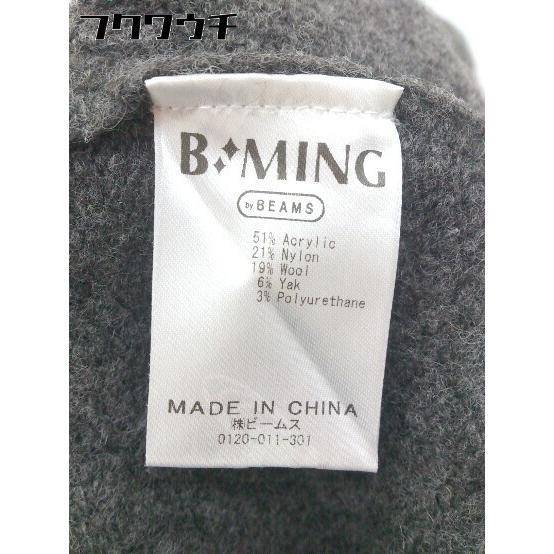 フクワウチ
B MING
by BEAMS
51% Acrylic
21% Nylon
19% Wool
6% Yak
3% Polyurethane
MADE IN CHINA
㈱ビームス
0120-011-301